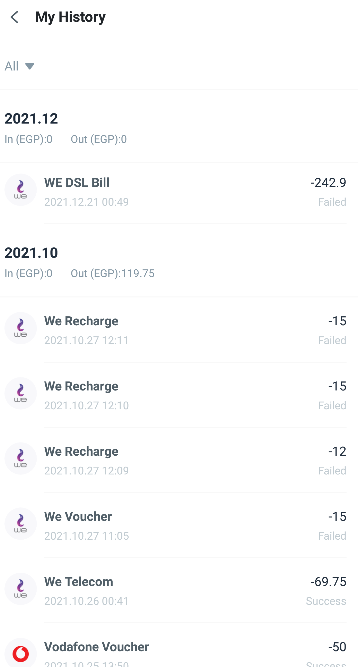 My History
All
2021.12
In (EGP):0 Out (EGP):0
WE DSL Bill -242.9
2021.12.21 00:49 Failed
2021.10
In (EGP):0 Out (EGP):119.75
We Recharge -15
2021.10.27 12:11 Failed
We Recharge -15
2021.10.27 12:10 Failed
We Recharge -12
2021.10.27 12:09 Failed
We Voucher -15
2021.10.27 11:05 Failed
We Telecom -69.75
2021.10.26 00:41 Success
Vodafone Voucher -50
2021.10.25 13:50 Success